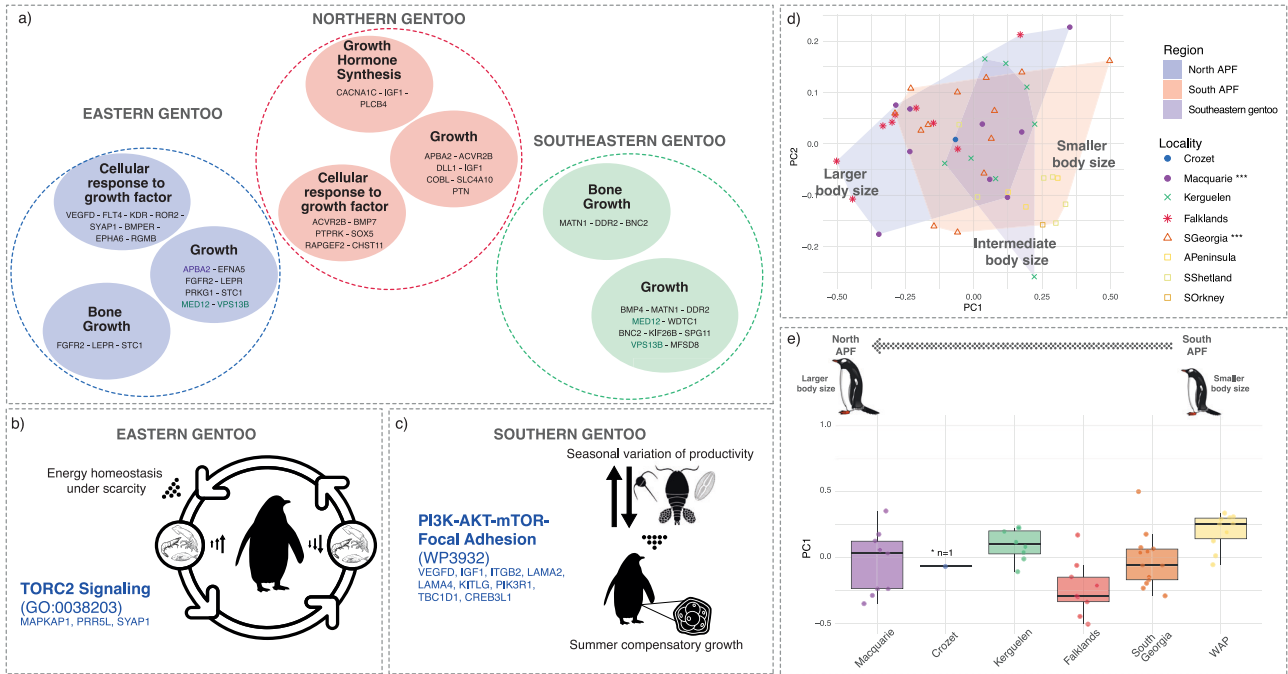 a)
NORTHERN GENTOO
Growth
Hormone
Synthesis
CACNA1C - IGF1 -
PLCB4
Growth
APBA2 - ACVR2B
DLL1 - IGF1
COBL - SLC4A10
PTN
Cellular
response to
growth factor
ACVR2B - BMP7
PTPRK - SOX5
RAPGEF2 - CHST11
EASTERN GENTOO
Cellular
response to
growth factor
VEGFD - FLT4 - KDR - ROR2 -
SYAP1 - BMPER -
EPHA6 - RGMB
Growth
APBA2 - EFNA5
FGFR2 - LEPR
PRKG1 - STC1
MED12 - VPS13B
Bone
Growth
FGFR2 - LEPR - STC1
SOUTHEASTERN GENTOO
Bone
Growth
MATN1 - DDR2 - BNC2
Growth
BMP4 - MATN1 - DDR2
MED12 - WDTC1
BNC2 - KIF26B - SPG11
VPS13B - MFSD8
b)
EASTERN GENTOO
Energy homeostasis
under scarcity
TORC2 Signaling
(GO:0038203)
MAPKAP1, PRR5L, SYAP1
c)
SOUTHERN GENTOO
Seasonal variation of productivity
PI3K-AKT-mTOR-
Focal Adhesion
(WP3932)
VEGFD, IGF1, ITGB2, LAMA2,
LAMA4, KITLG, PIK3R1,
TBC1D1, CREB3L1
Summer compensatory growth
d)
0.2
0.1
0.0
-0.1
-0.2
PC2
-0.50
-0.25
0.00
0.25
0.50
PC1
Larger
body size
Smaller
body size
Intermediate
body size
Region
North APF
South APF
Southeastern gentoo
Locality
Crozet
Macquarie ***
Kerguelen
Falklands
SGeorgia ***
APeninsula
SShetland
SOrkney
e)
North
APF
South
APF
Larger
body size
Smaller
body size
1.0
0.5
0.0
-0.5
PC1
* n=1
Macquarie
Crozet
Kerguelen
Falklands
South
Georgia
WAP